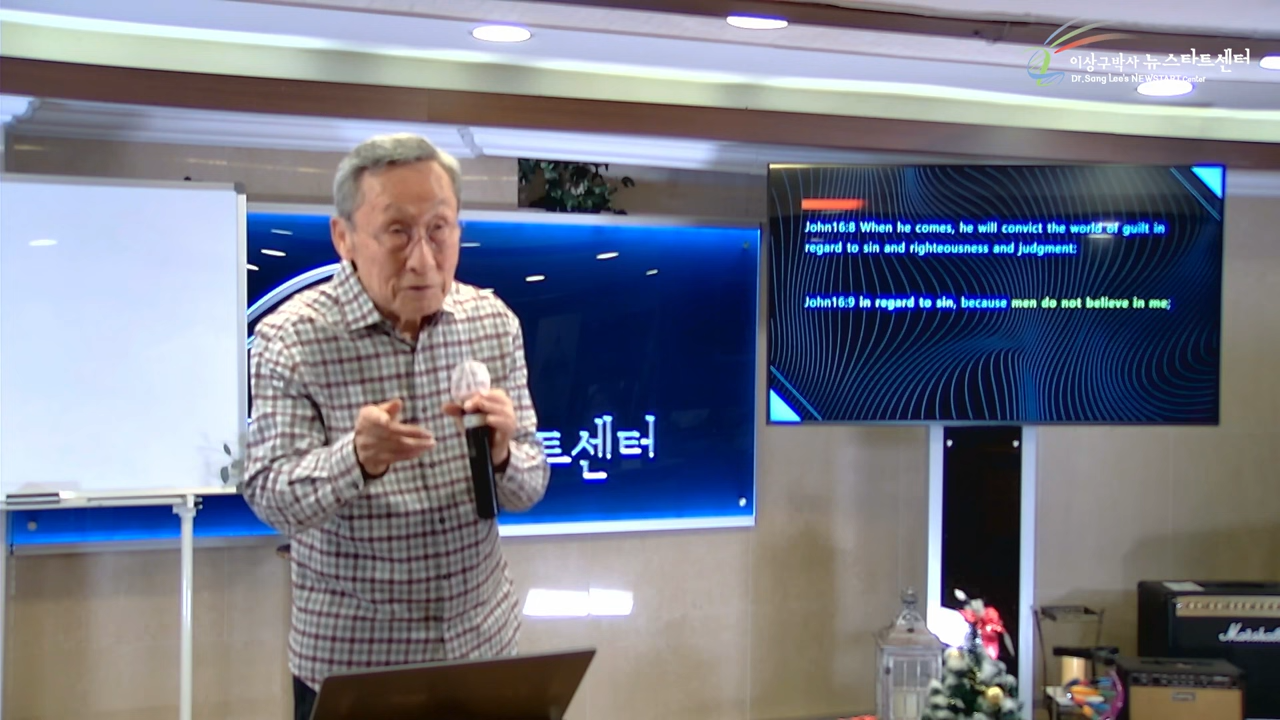 이상구박사 뉴스타트센터
Dr.Sang Lee's NEWSTART Center
John16:8 When he comes, he will convict the world of guilt in
regard to sin and righteousness and judgment:
John16:9 in regard to sin, because men do not believe in me;
트센터
Marshall